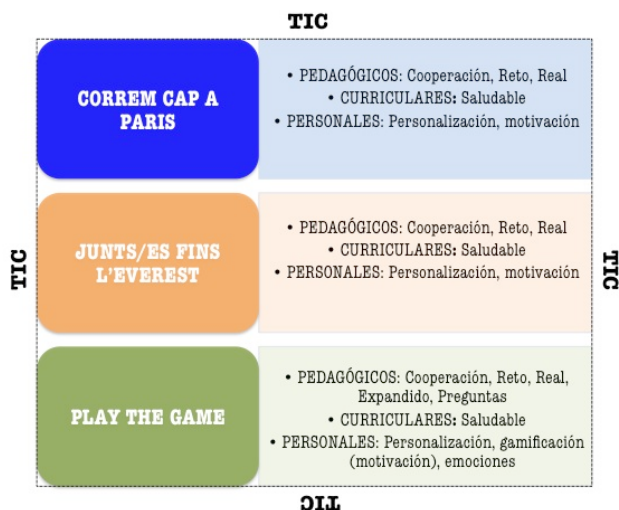 TIC
CORREM CAP A
PARIS
• PEDAGÓGICOS: Cooperación, Reto, Real
• CURRICULARES: Saludable
• PERSONALES: Personalización, motivación
TIC
JUNTS/ES FINS
L'EVEREST
• PEDAGÓGICOS: Cooperación, Reto, Real
• CURRICULARES: Saludable
• PERSONALES: Personalización, motivación
TIC
PLAY THE GAME
• PEDAGÓGICOS: Cooperación, Reto, Real,
Expandido, Preguntas
• CURRICULARES: Saludable
• PERSONALES: Personalización, gamificación
(motivación), emociones
TIC